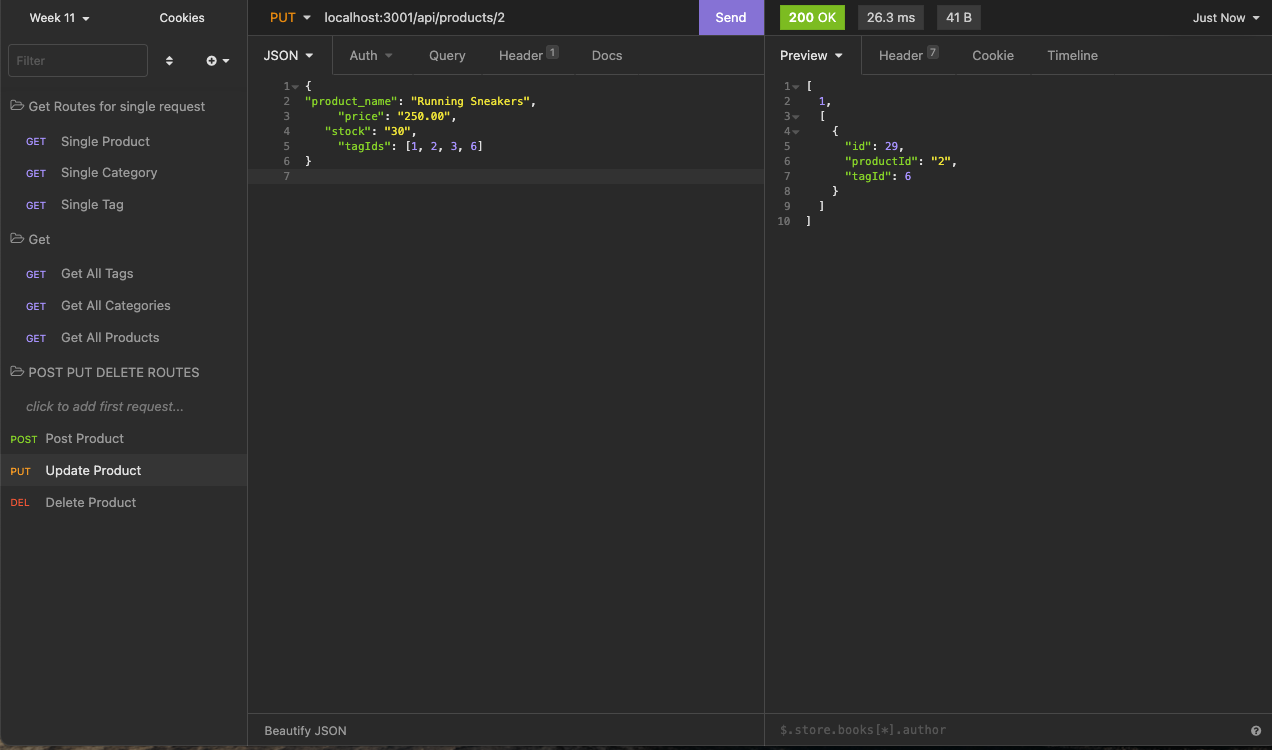 Week 11
Cookies
Filter
Get Routes for single request
GET Single Product
GET Single Category
GET Single Tag
Get
GET Get All Tags
GET Get All Categories
GET Get All Products
POST PUT DELETE ROUTES
click to add first request...
POST Post Product
PUT Update Product
DEL Delete Product
PUT localhost:3001/api/products/2 Send
JSON Auth Query Header 1 Docs
1 {
2 "product_name": "Running Sneakers",
3 "price": "250.00",
4 "stock": "30",
5 "tagIds": [1, 2, 3, 6]
6 }
7
Beautify JSON
200 OK 26.3 ms 41 B Just Now
Preview Header 7 Cookie Timeline
1 [
2 1,
3 [
4 {
5 "id": 29,
6 "productId": "2",
7 "tagId": 6
8 }
9 ]
10 ]
$.store.books[*].author
?